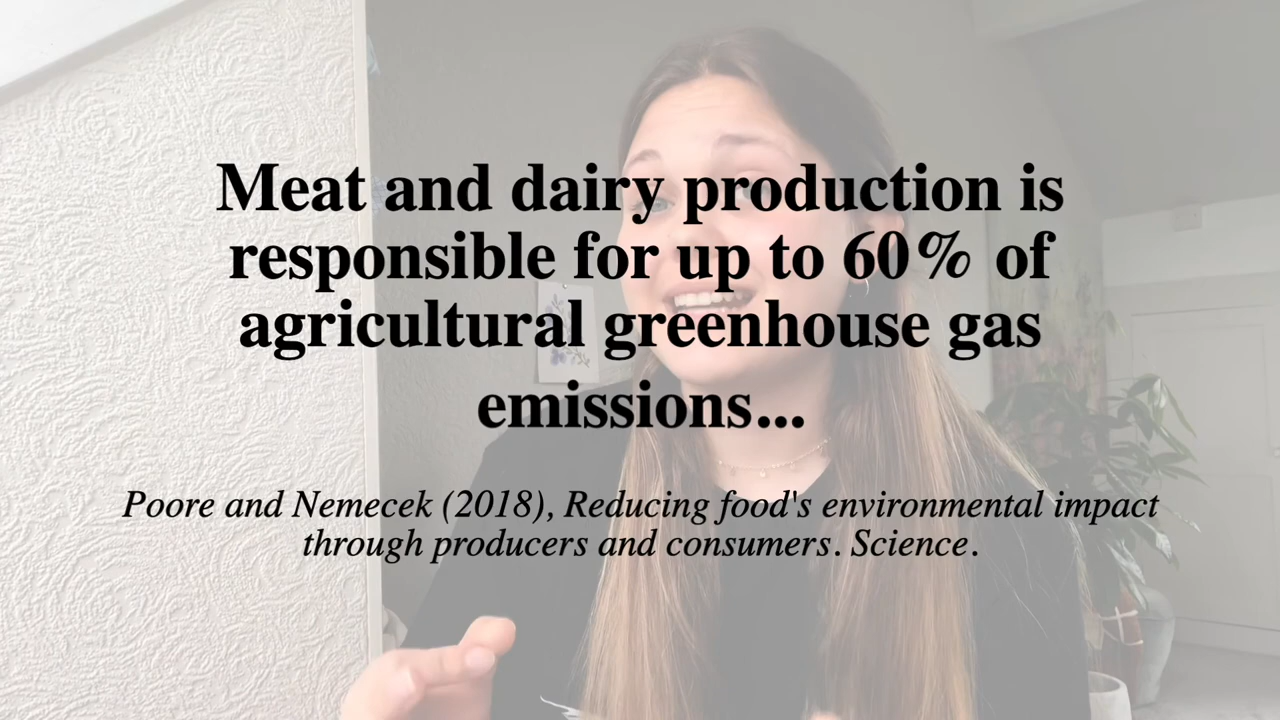 Meat and dairy production is
responsible for up to 60% of
agricultural greenhouse gas
emissions...
Poore and Nemecek (2018), Reducing food's environmental impact
through producers and consumers. Science.